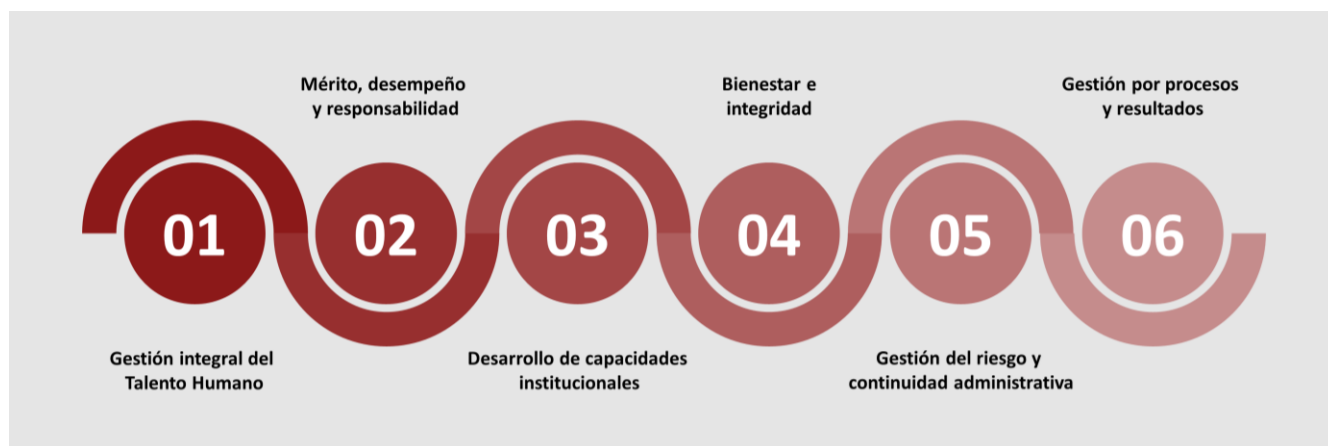 Mérito, desempeño
y responsabilidad
Bienestar e
integridad
Gestión por procesos
y resultados
01
02
03
04
05
06
Gestión integral del
Talento Humano
Desarrollo de capacidades
institucionales
Gestión del riesgo y
continuidad administrativa